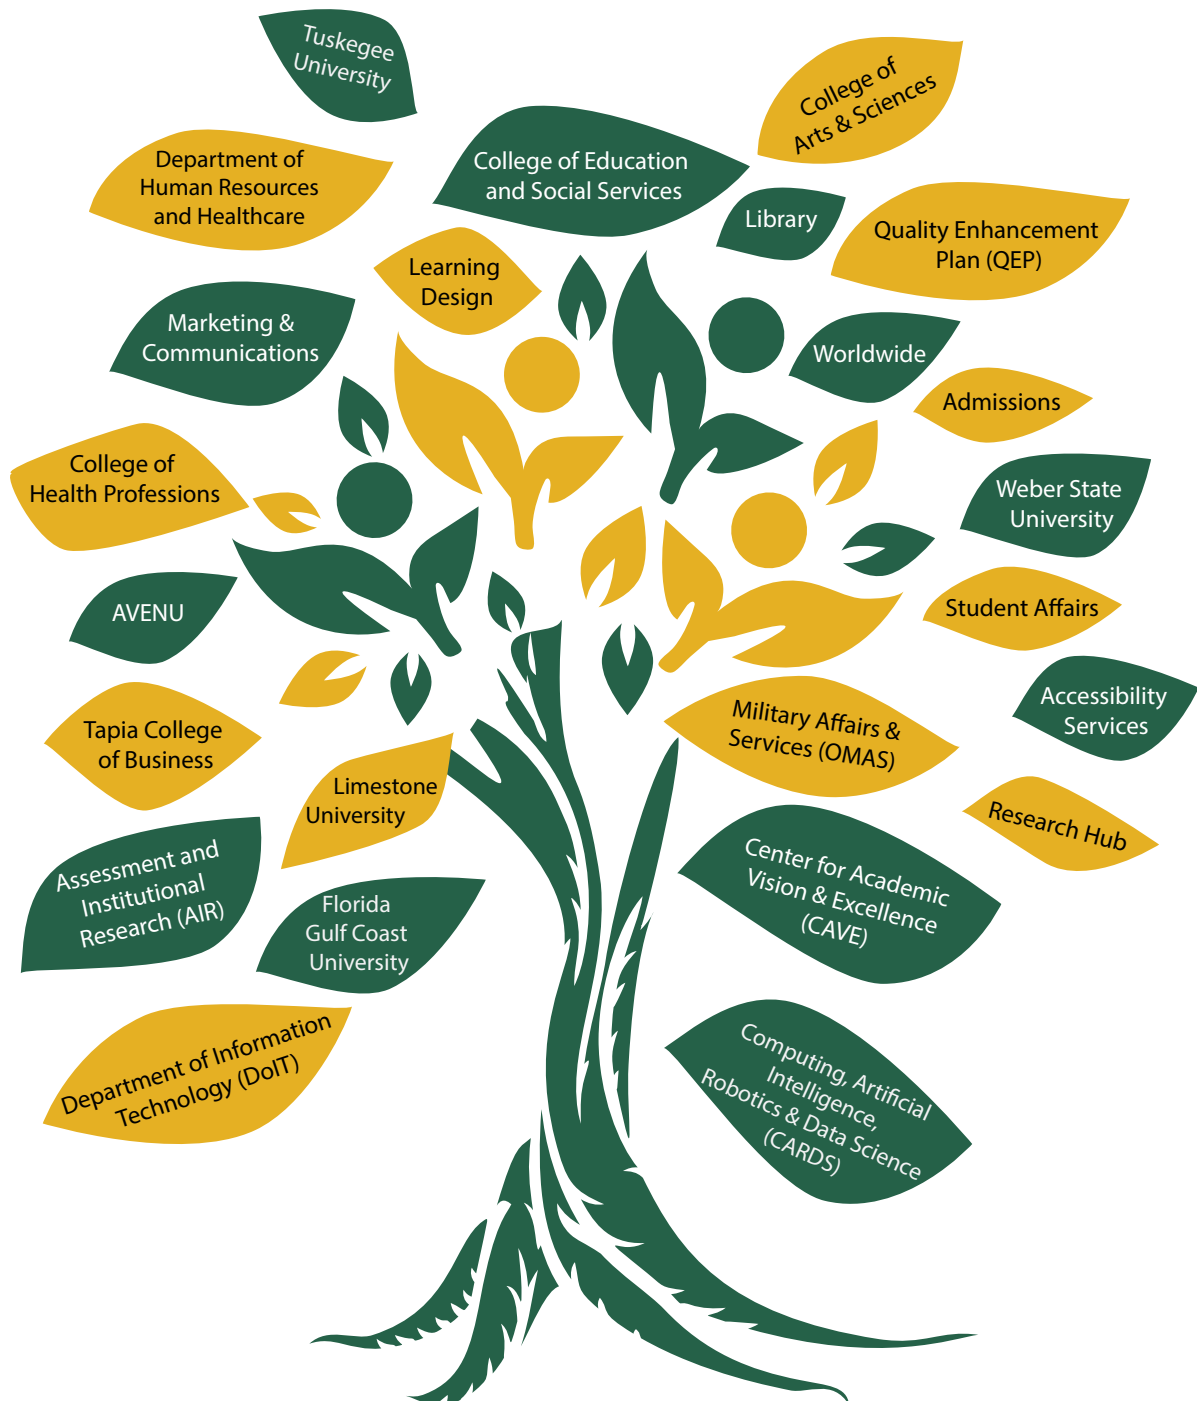 Tuskegee
University
College of
Arts & Sciences
Department of
Human Resources
and Healthcare
College of Education
and Social Services
Library
Quality Enhancement
Plan (QEP)
Learning
Design
Marketing &
Communications
Worldwide
Admissions
College of
Health Professions
Weber State
University
AVENU
Student Affairs
Accessibility
Services
Tapia College
of Business
Military Affairs &
Services (OMAS)
Limestone
University
Research Hub
Assessment and
Institutional
Research (AIR)
Center for Academic
Vision & Excellence
(CAVE)
Florida
Gulf Coast
University
Department of Information
Technology (DoIT)
Computing, Artificial
Intelligence,
Robotics & Data Science
(CARDS)